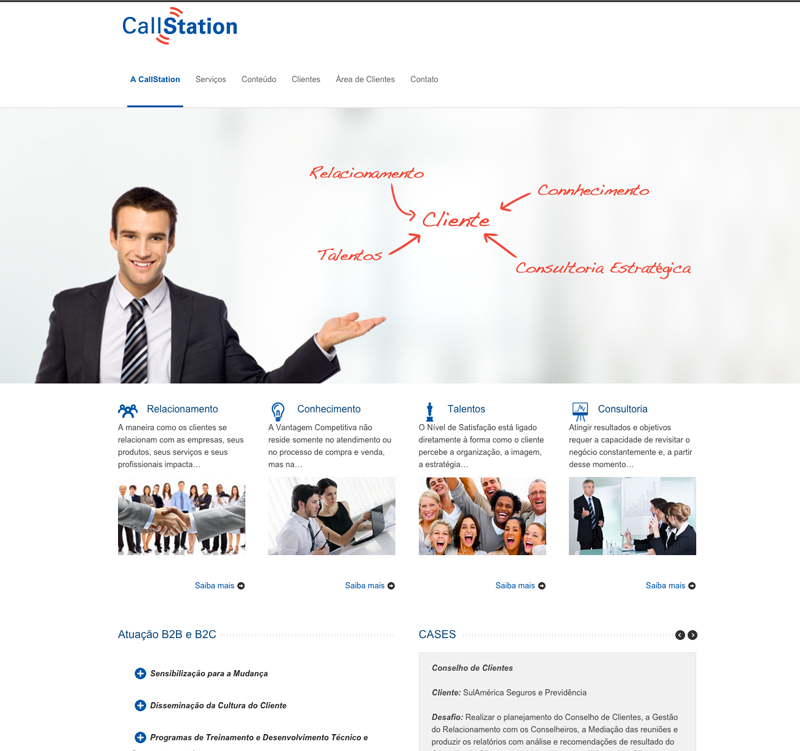 CallStation
A CallStation Serviços Conteúdo Clientes Área de Clientes Contato
Relacionamento
Connhecimento
Cliente
Talentos
Consultoria Estratégica
Relacionamento
A maneira como os clientes se
relacionam com as empresas, seus
produtos, seus serviços e seus
profissionais impacta…
Saiba mais
Conhecimento
A Vantagem Competitiva não
reside somente no atendimento ou
no processo de compra e venda,
mas na…
Saiba mais
Talentos
O Nível de Satisfação está ligado
diretamente à forma como o cliente
percebe a organização, a imagem,
a estratégia…
Saiba mais
Consultoria
Atingir resultados e objetivos
requer a capacidade de revisitar o
negócio constantemente e, a partir
desse momento…
Saiba mais
Atuação B2B e B2C
Sensibilização para a Mudança
Disseminação da Cultura do Cliente
Programas de Treinamento e Desenvolvimento Técnico e
CASES
Conselho de Clientes
Cliente: SulAmérica Seguros e Previdência
Desafio: Realizar o planejamento do Conselho de Clientes, a Gestão
do Relacionamento com os Conselheiros, a Mediação das reuniões e
produzir os relatórios com análise e recomendações do resultado do